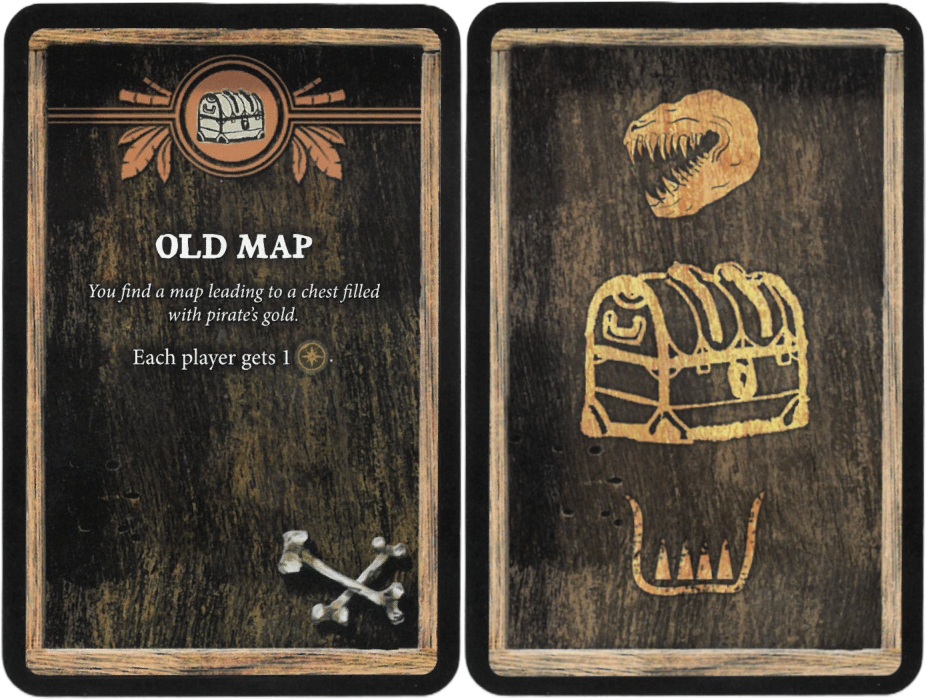 OLD MAP
You find a map leading to a chest filled
with pirate's gold.
Each player gets 1 .